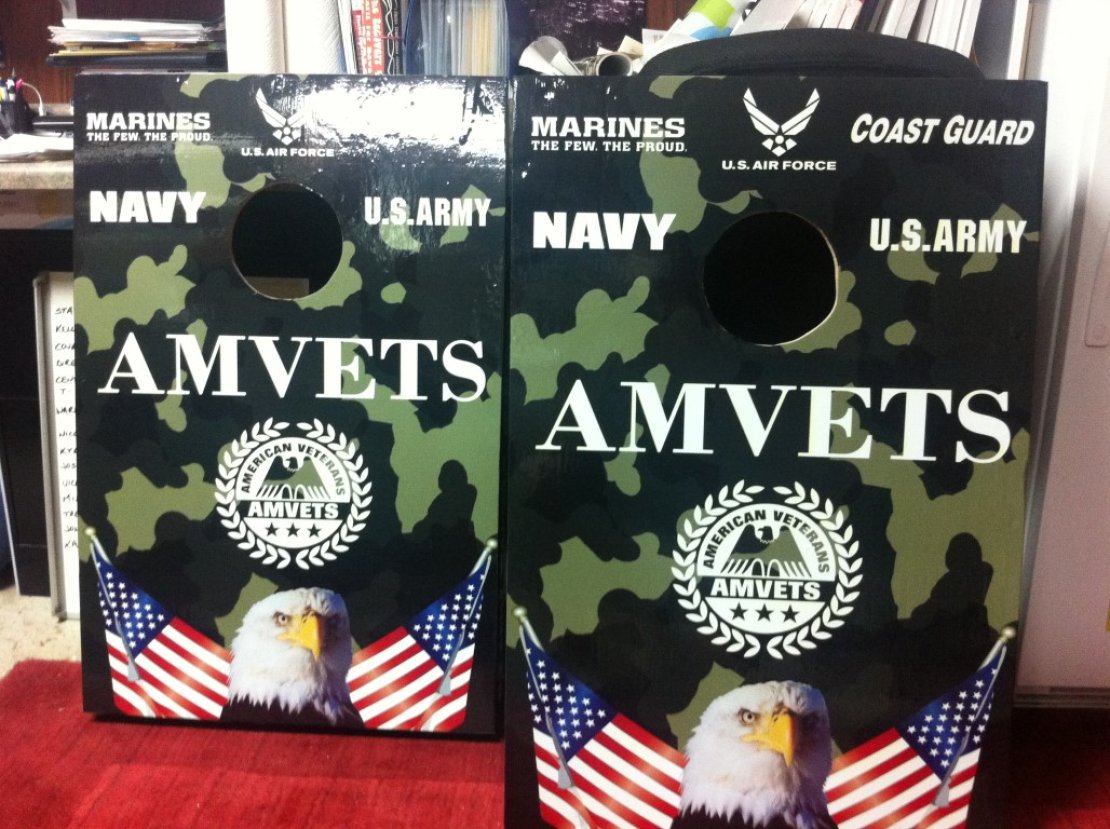 MARINES
THE FEW. THE PROUD.
U.S. AIR FORCE
NAVY
U.S. ARMY
AMVETS
AMERICAN VETERANS
AMVETS
MARINES
THE FEW. THE PROUD.
U.S. AIR FORCE
COAST GUARD
NAVY
U.S. ARMY
AMVETS
AMERICAN VETERANS
AMVETS